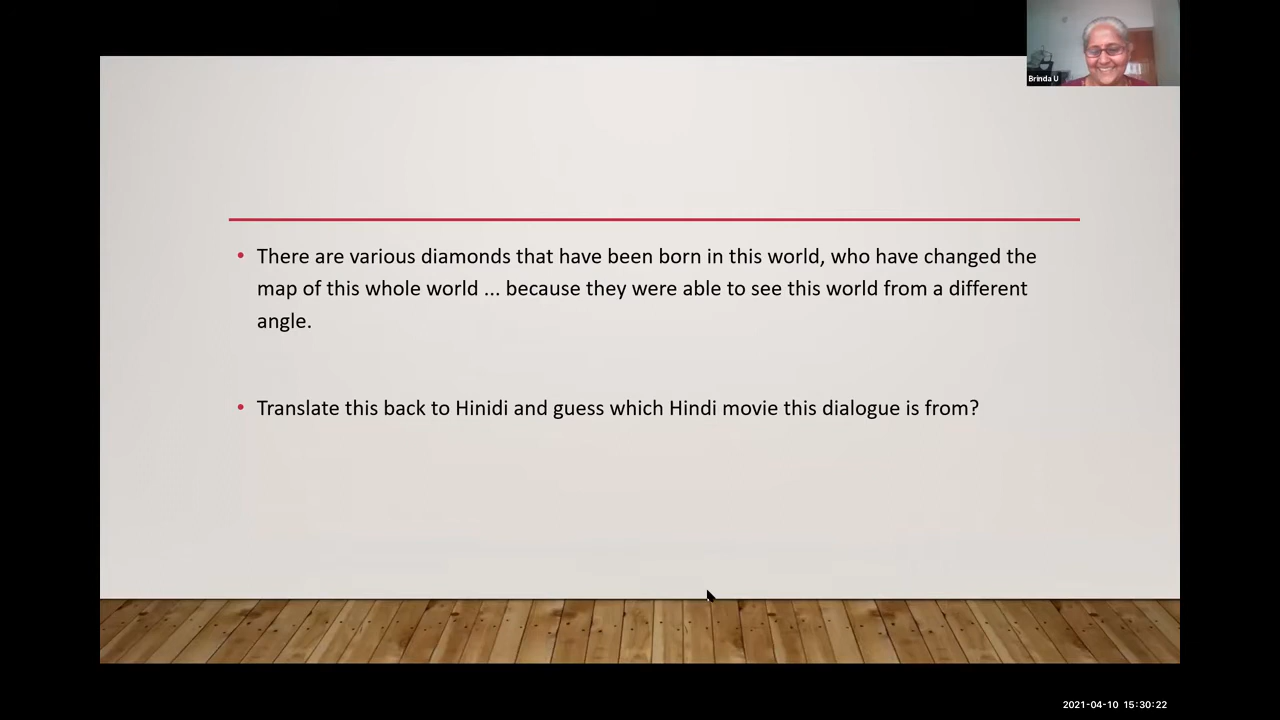 Brinda U
• There are various diamonds that have been born in this world, who have changed the
map of this whole world ... because they were able to see this world from a different
angle.
• Translate this back to Hinidi and guess which Hindi movie this dialogue is from?
2021-04-10 15:30:22